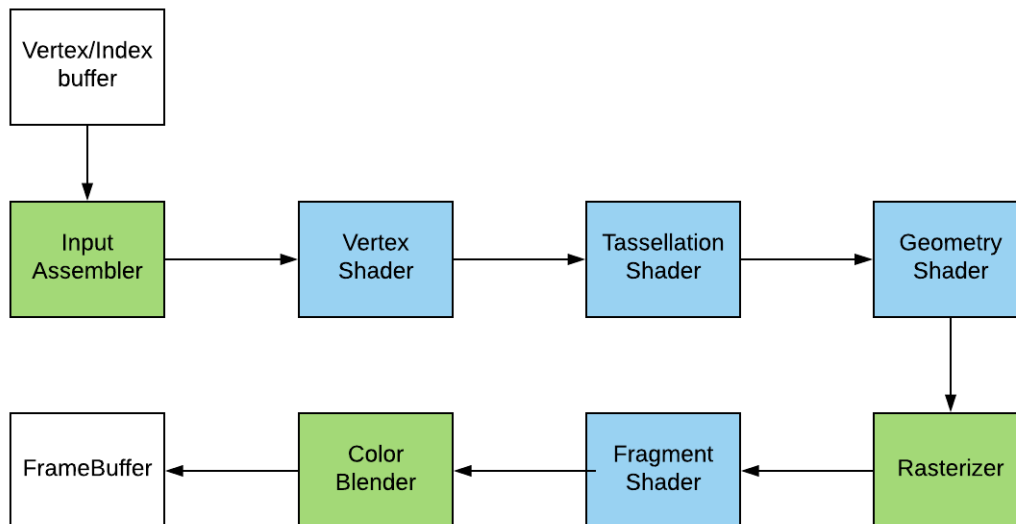 Vertex/Index
buffer
Input
Assembler
Vertex
Shader
Tassellation
Shader
Geometry
Shader
FrameBuffer
Color
Blender
Fragment
Shader
Rasterizer